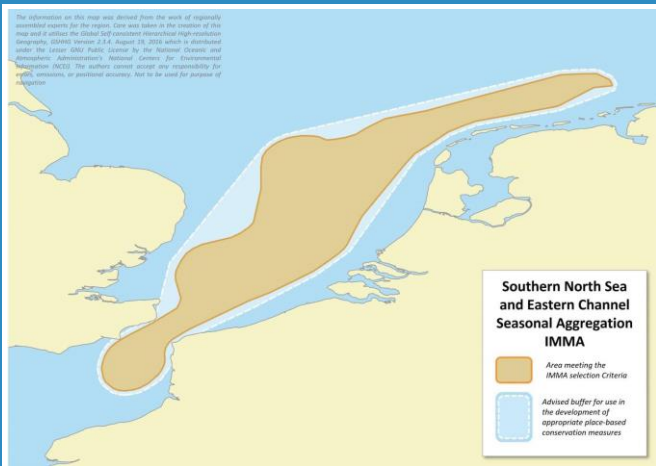 The information on this map was derived from the work of regionally
assembled experts for the region. Care was taken in the creation of this
map and it utilises the Global Self-consistent Hierarchical High-resolution
Geography, GSHHG Version 2.3.4. August 19, 2016 which is distributed
under the Lesser GNU Public License by the National Oceanic and
Atmospheric Administration's National Centers for Environmental
Information (NCEI). The authors cannot accept any responsibility for
errors, omissions, or positional accuracy. Not to be used for purpose of
navigation
Southern North Sea
and Eastern Channel
Seasonal Aggregation
IMMA
Area meeting the
IMMA selection Criteria
Advised buffer for use in
the development of
appropriate place-based
conservation measures